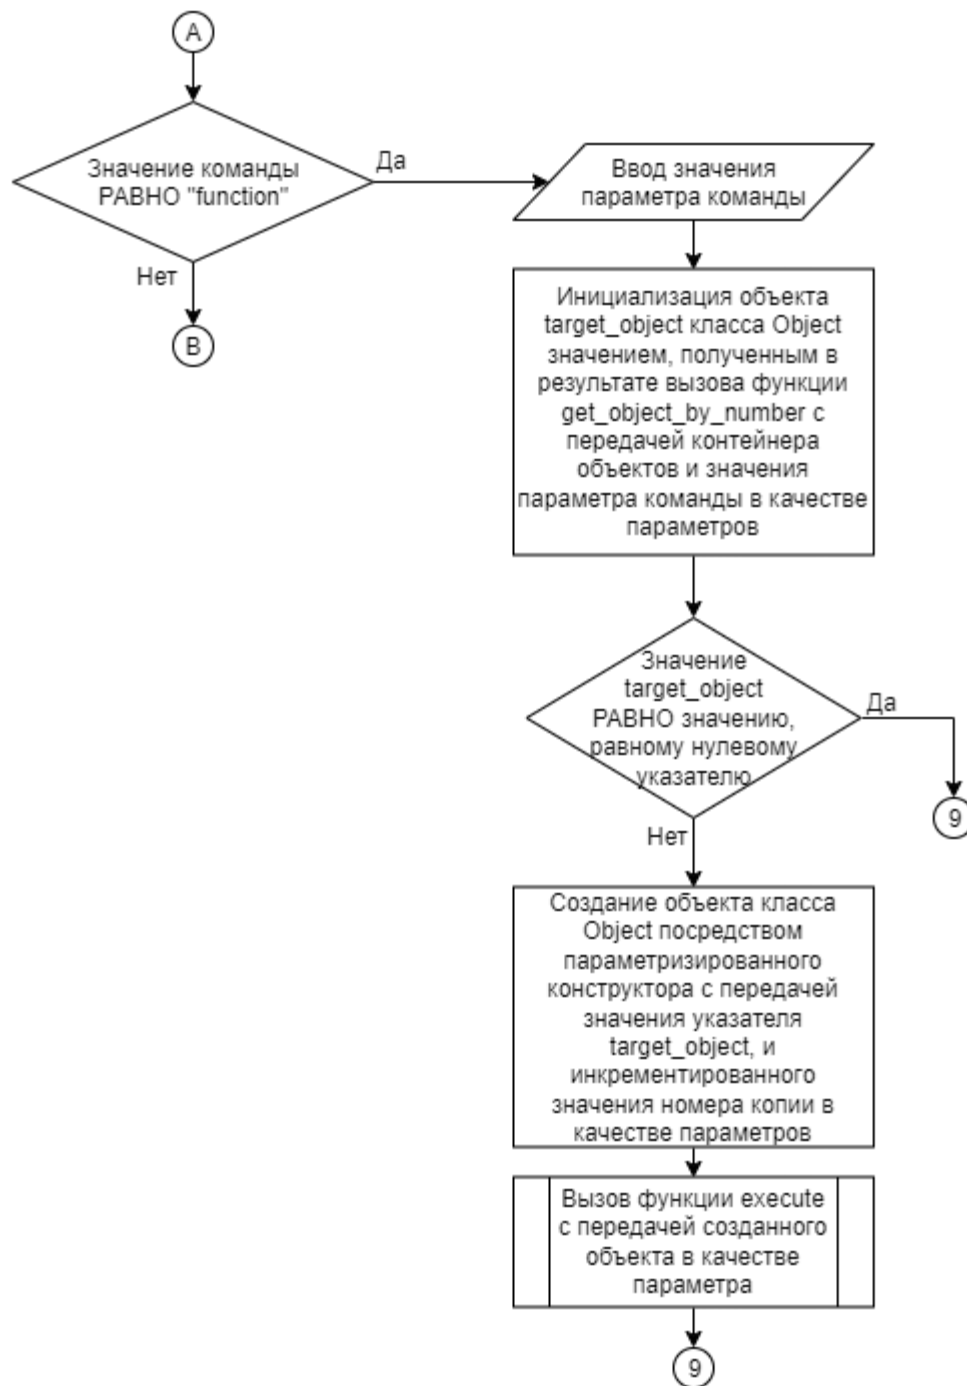 A
Значение команды
РАВНО "function"
Да
Нет
B
Ввод значения
параметра команды
Инициализация объекта
target_object класса Object
значением, полученным в
результате вызова функции
get_object_by_number с
передачей контейнера
объектов и значения
параметра команды в качестве
параметров
Значение
target_object
РАВНО значению,
равному нулевому
указателю
Да
9
Нет
Создание объекта класса
Object посредством
параметризированного
конструктора с передачей
значения указателя
target_object, и
инкрементированного
значения номера копии в
качестве параметров
Вызов функции execute
с передачей созданного
объекта в качестве
параметра
9